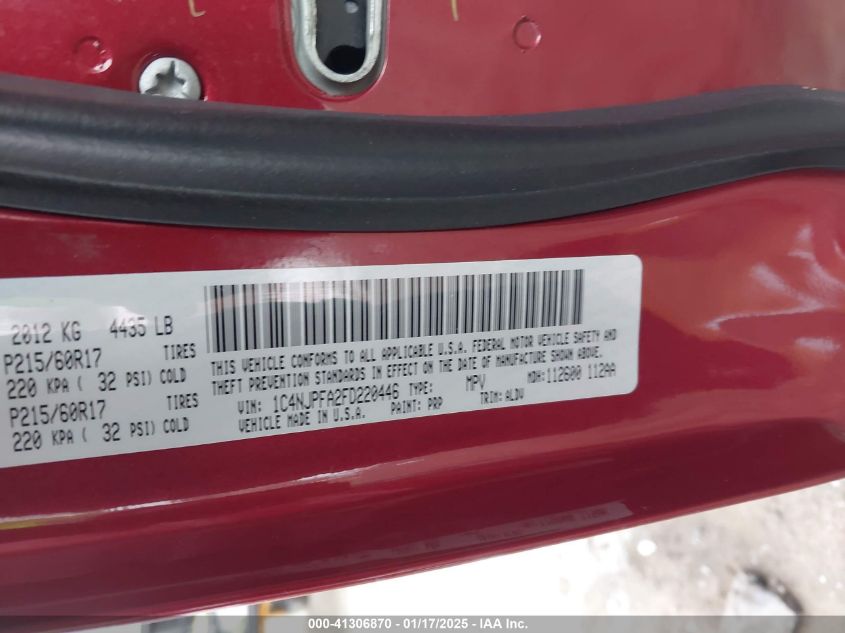 2012 KG 4435 LB
P215/60R17 TIRES
220 KPA ( 32 PSI) COLD
P215/60R17 TIRES
220 KPA ( 32 PSI) COLD
THIS VEHICLE CONFORMS TO ALL APPLICABLE U.S.A. FEDERAL MOTOR VEHICLE SAFETY AND
THEFT PREVENTION STANDARDS IN EFFECT ON THE DATE OF MANUFACTURE SHOWN ABOVE.
VIN: 1C4NJPFA2FD220446 TYPE: MPV MDH:112600 112AA
VEHICLE MADE IN U.S.A. PAINT: PRP TRIM: ALDV
000-41306870 - 01/17/2025 - IAA Inc.